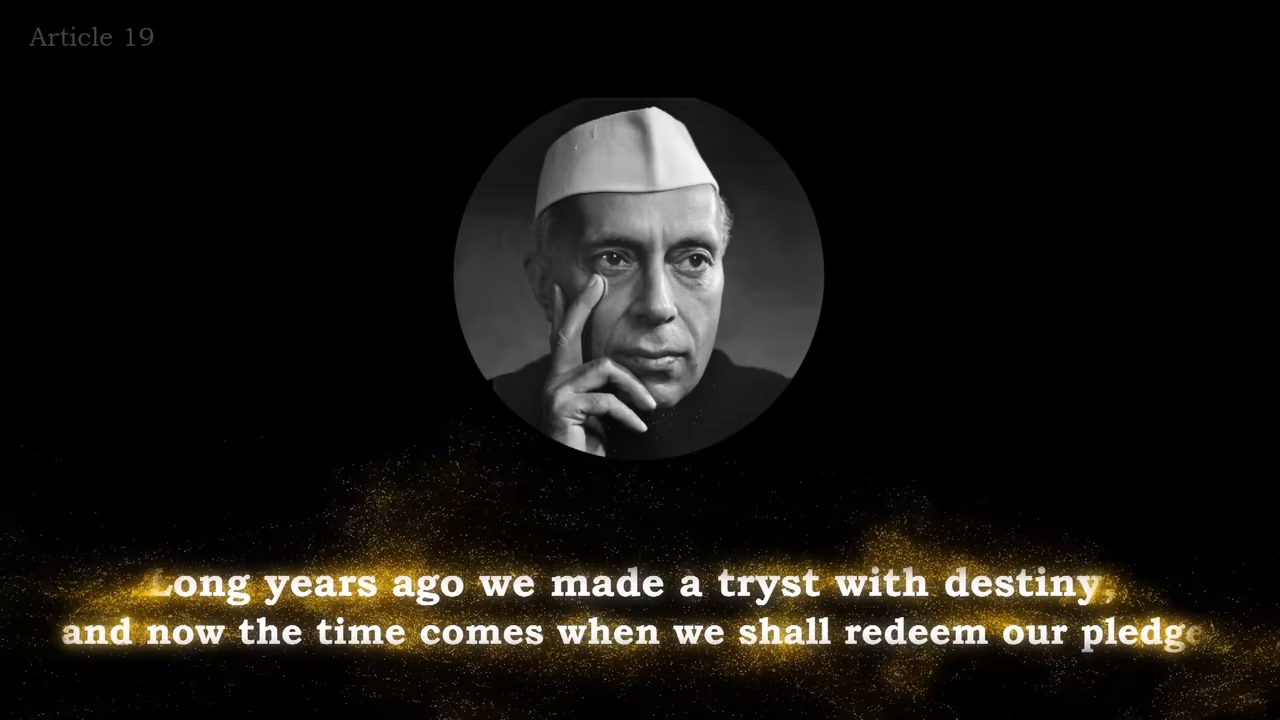 Article 19
Long years ago we made a tryst with destiny,
and now the time comes when we shall redeem our pledge